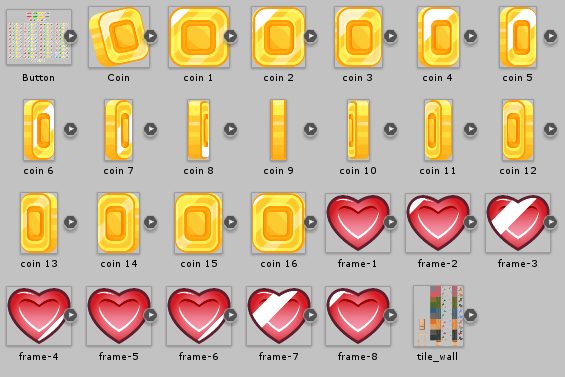 Button Coin coin 1 coin 2 coin 3 coin 4 coin 5
coin 6 coin 7 coin 8 coin 9 coin 10 coin 11 coin 12
coin 13 coin 14 coin 15 coin 16 frame-1 frame-2 frame-3
frame-4 frame-5 frame-6 frame-7 frame-8 tile_wall